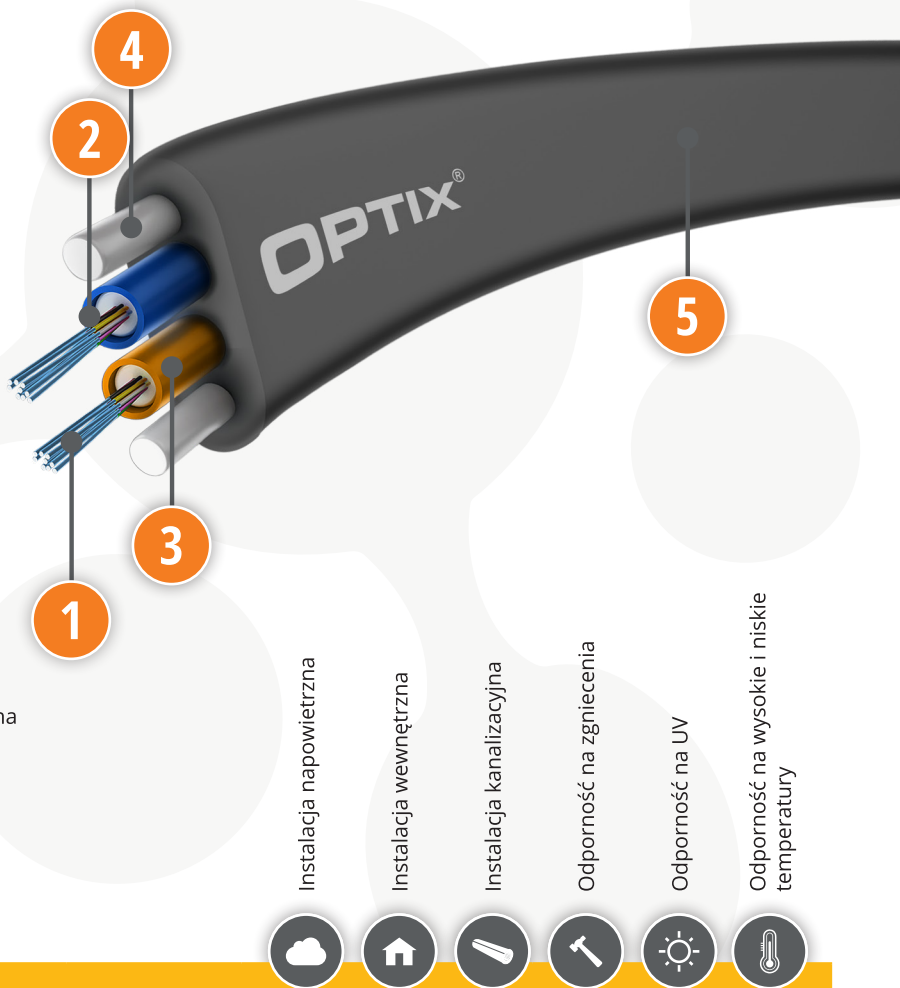 4
2
OPTIX®
5
3
1
na
Instalacja napowietrzna
Instalacja wewnętrzna
Instalacja kanalizacyjna
Odporność na zgniecenia
Odporność na UV
Odporność na wysokie i niskie
temperatury